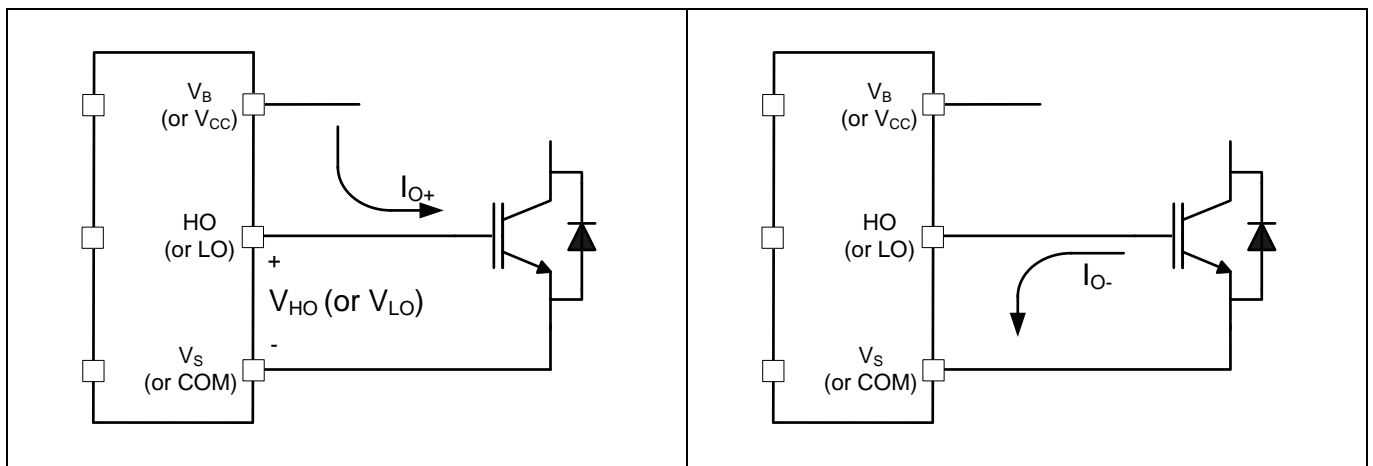 V_B
(or V_CC)
I_O+
HO
(or LO)
+
V_HO (or V_LO)
-
V_S
(or COM)
V_B
(or V_CC)
HO
(or LO)
I_O-
V_S
(or COM)